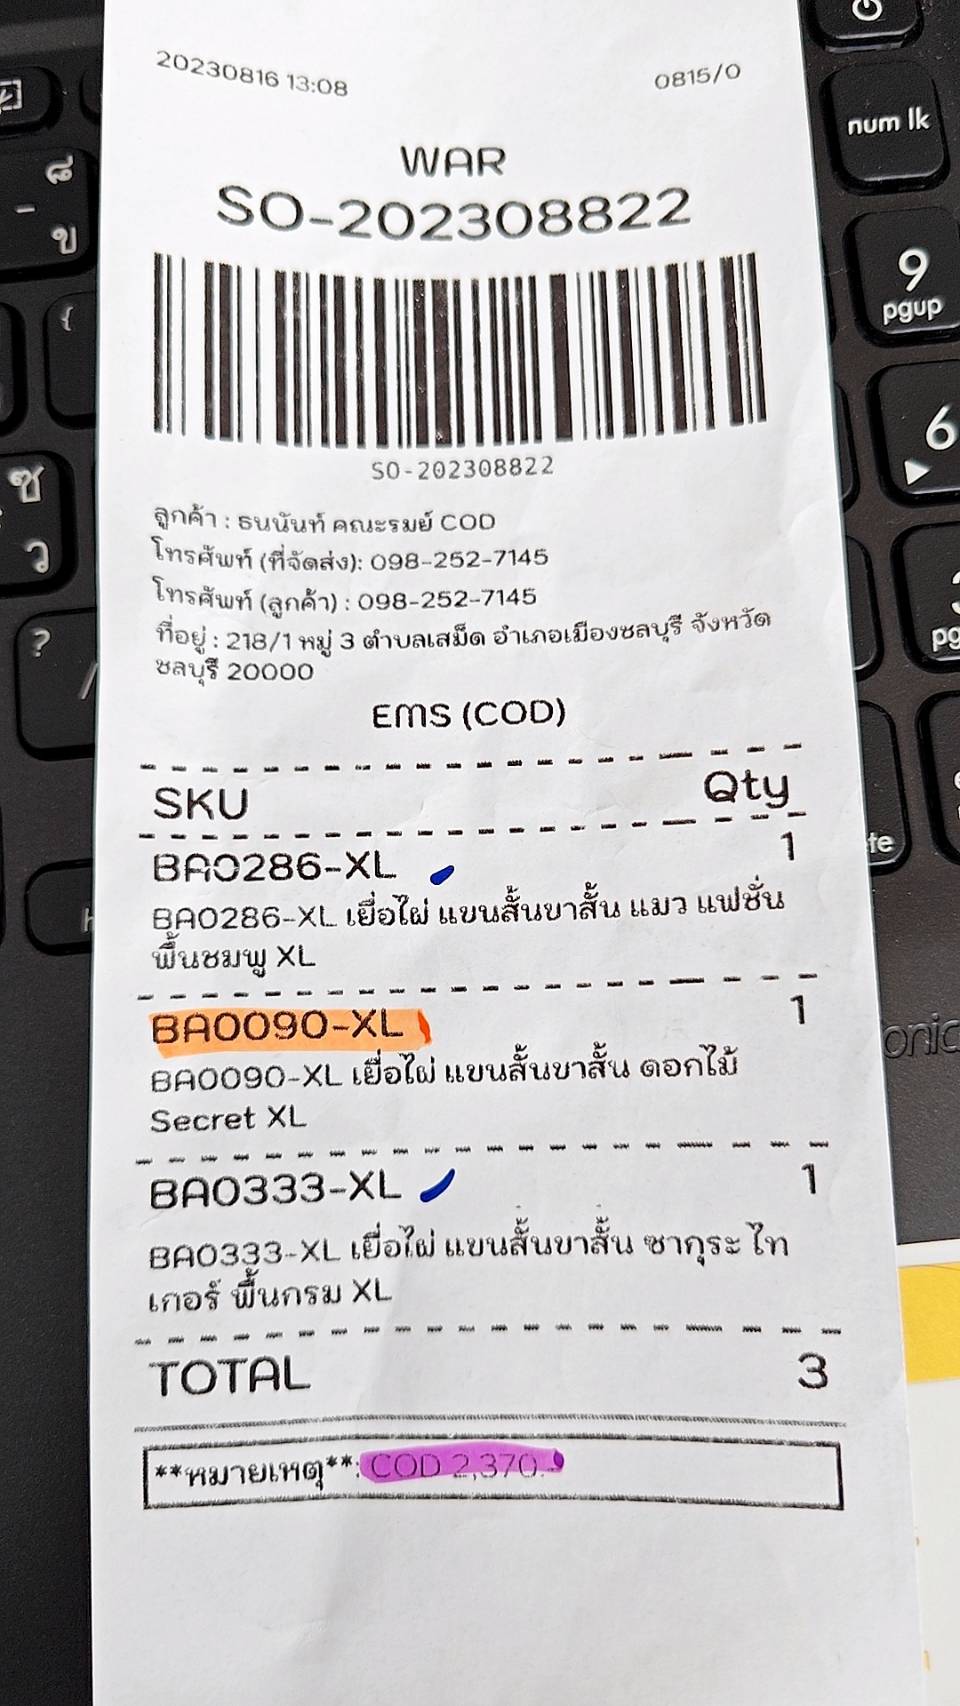 20230816 13:08
0815/0
WAR
SO-202308822
SO-202308822
ลูกค้า : ธนนันท์ คณะรมย์ COD
โทรศัพท์ (ที่จัดส่ง): 098-252-7145
โทรศัพท์ (ลูกค้า) : 098-252-7145
ที่อยู่ : 218/1 หมู่ 3 ตำบลเสม็ด อำเภอเมืองชลบุรี จังหวัด
ชลบุรี 20000
EMS (COD)
SKU Qty
BA0286-XL 1
BA0286-XL เยื่อไผ่ แขนสั้นขาสั้น แมว แฟชั่น
พื้นชมพู XL
BA0090-XL 1
BA0090-XL เยื่อไผ่ แขนสั้นขาสั้น ดอกไม้
Secret XL
BA0333-XL 1
BA0333-XL เยื่อไผ่ แขนสั้นขาสั้น ซากุระ ไท
เกอร์ พื้นกรม XL
TOTAL 3
**หมายเหตุ**: COD 2,370.-
num lk
9
pgup
6
ข
{
ซ
ว
?
/